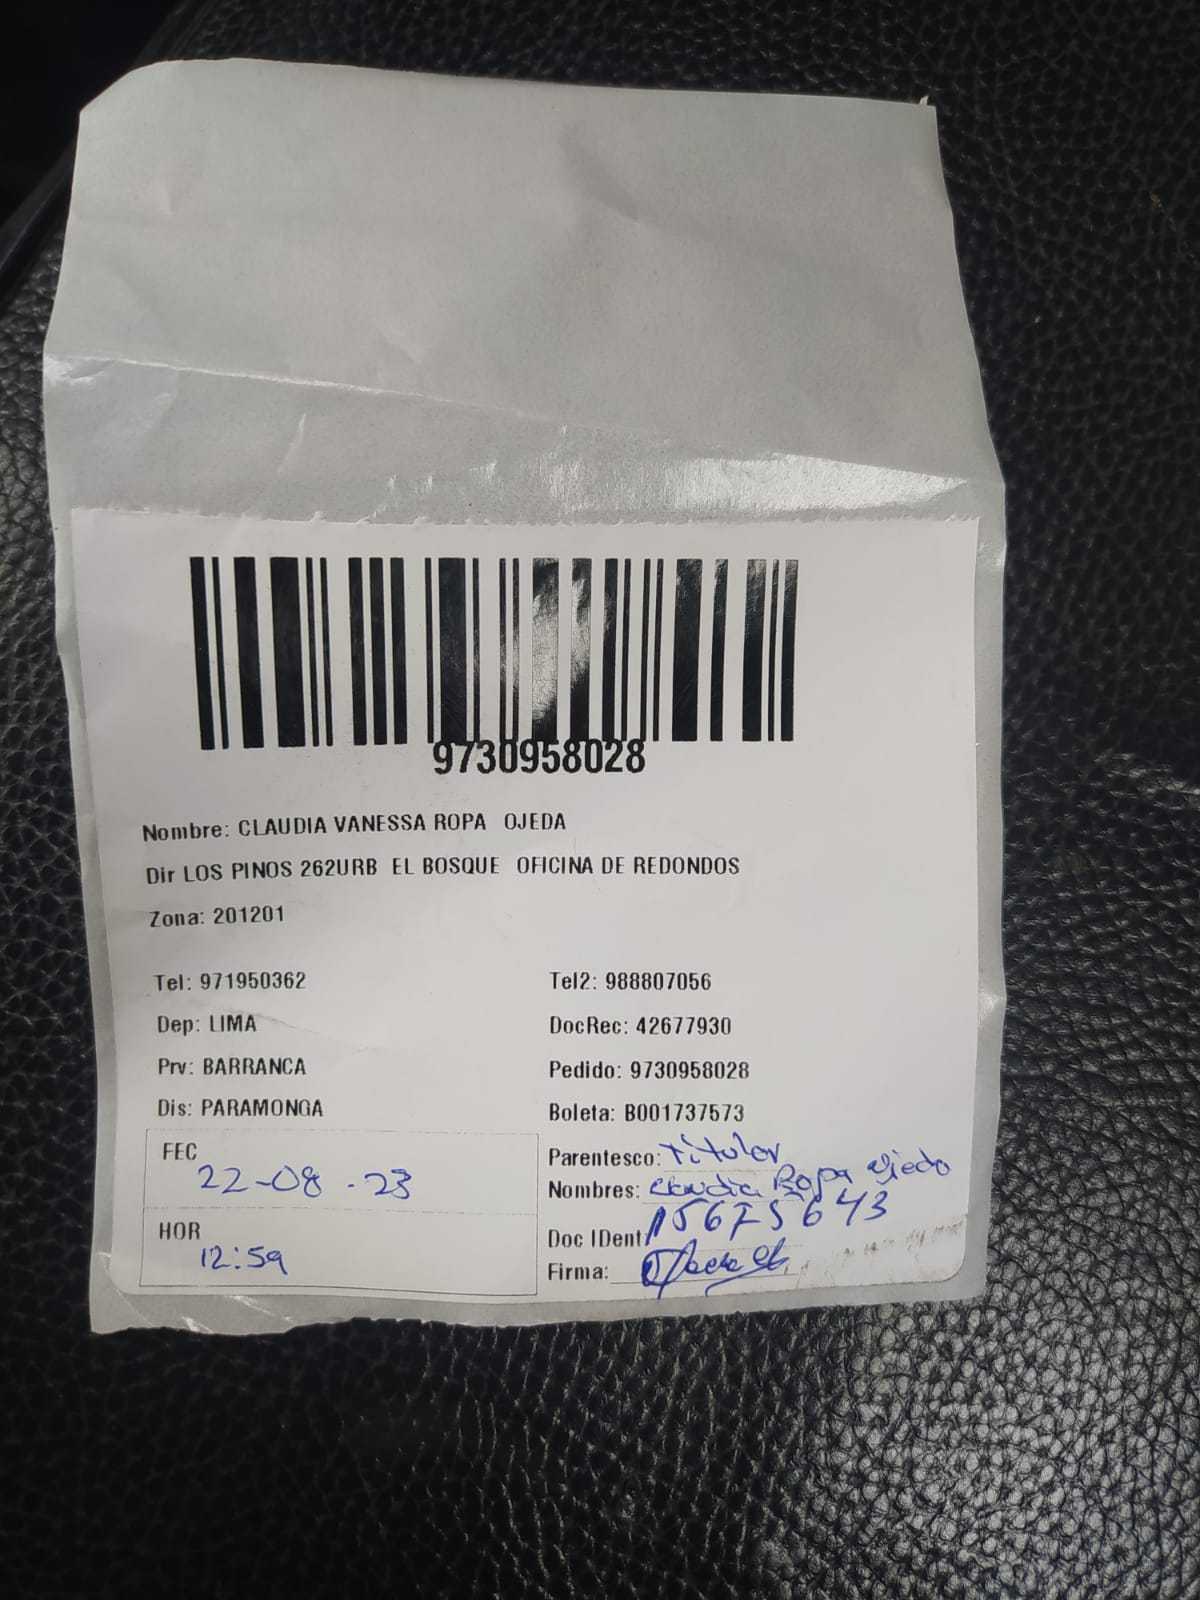 9730958028
Nombre: CLAUDIA VANESSA ROPA OJEDA
Dir LOS PINOS 262URB EL BOSQUE OFICINA DE REDONDOS
Zona: 201201
Tel: 971950362 Tel2: 988807056
Dep: LIMA DocRec: 42677930
Prv: BARRANCA Pedido: 9730958028
Dis: PARAMONGA Boleta: B001737573
FEC 22-08-23
Parentesco: Titular
Nombres: Claudia Ropa
HOR 12:59
Doc IDent: 15675643
Firma: